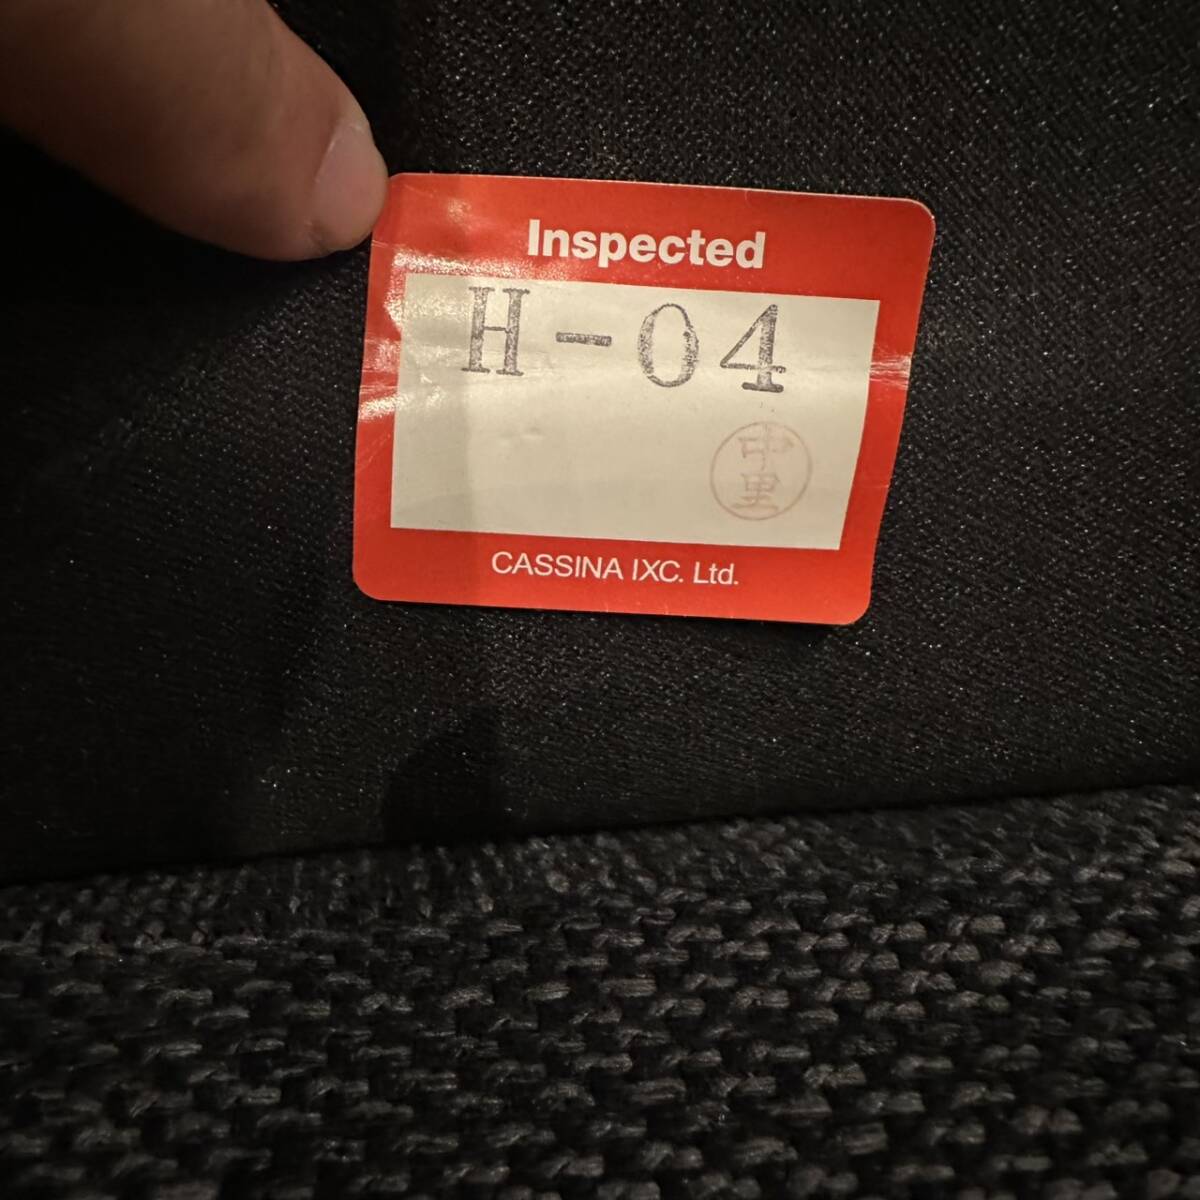 Inspected
H-04
中里
CASSINA IXC. Ltd.